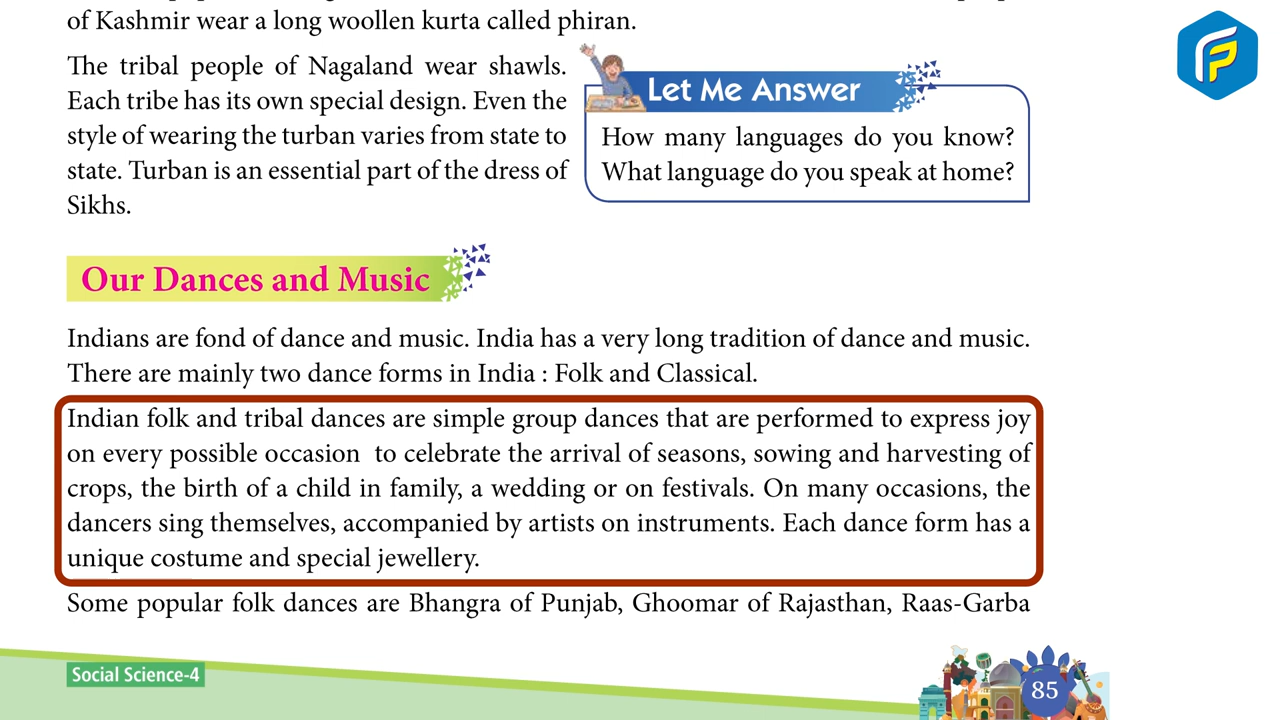 of Kashmir wear a long woollen kurta called phiran.
The tribal people of Nagaland wear shawls.
Each tribe has its own special design. Even the
style of wearing the turban varies from state to
state. Turban is an essential part of the dress of
Sikhs.
Let Me Answer
How many languages do you know?
What language do you speak at home?
Our Dances and Music
Indians are fond of dance and music. India has a very long tradition of dance and music.
There are mainly two dance forms in India : Folk and Classical.
Indian folk and tribal dances are simple group dances that are performed to express joy
on every possible occasion  to celebrate the arrival of seasons, sowing and harvesting of
crops, the birth of a child in family, a wedding or on festivals. On many occasions, the
dancers sing themselves, accompanied by artists on instruments. Each dance form has a
unique costume and special jewellery.
Some popular folk dances are Bhangra of Punjab, Ghoomar of Rajasthan, Raas-Garba
Social Science-4
85